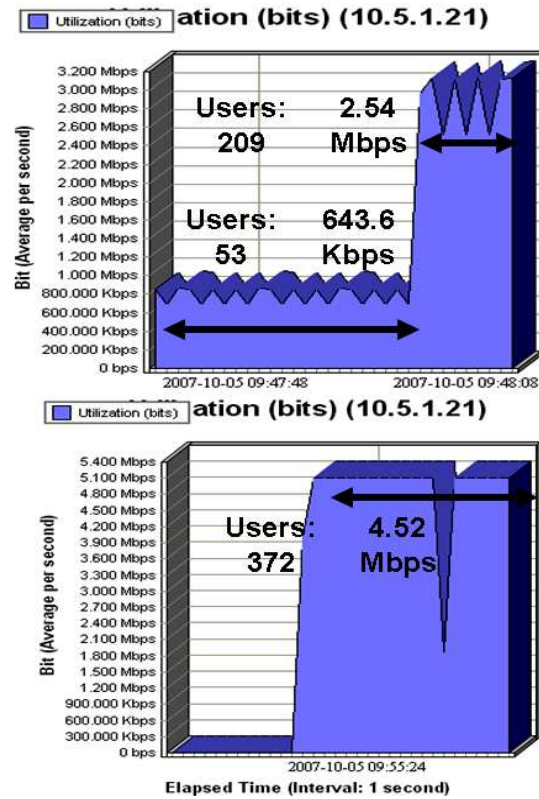 Utilization (bits)
ation (bits) (10.5.1.21)
Bit (Average per second)
3.200 Mbps
3.000 Mbps
2.800 Mbps
2.600 Mbps
2.400 Mbps
2.200 Mbps
2.000 Mbps
1.800 Mbps
1.600 Mbps
1.400 Mbps
1.200 Mbps
1.000 Mbps
800.000 Kbps
600.000 Kbps
400.000 Kbps
200.000 Kbps
0 bps
Users: 2.54
209 Mbps
Users: 643.6
53 Kbps
2007-10-05 09:47:48 2007-10-05 09:48:08
Utilization (bits)
ation (bits) (10.5.1.21)
Bit (Average per second)
5.400 Mbps
5.100 Mbps
4.800 Mbps
4.500 Mbps
4.200 Mbps
3.900 Mbps
3.600 Mbps
3.300 Mbps
3.000 Mbps
2.700 Mbps
2.400 Mbps
2.100 Mbps
1.800 Mbps
1.500 Mbps
1.200 Mbps
900.000 Kbps
600.000 Kbps
300.000 Kbps
0 bps
Users: 4.52
372 Mbps
2007-10-05 09:55:24
Elapsed Time (Interval: 1 second)